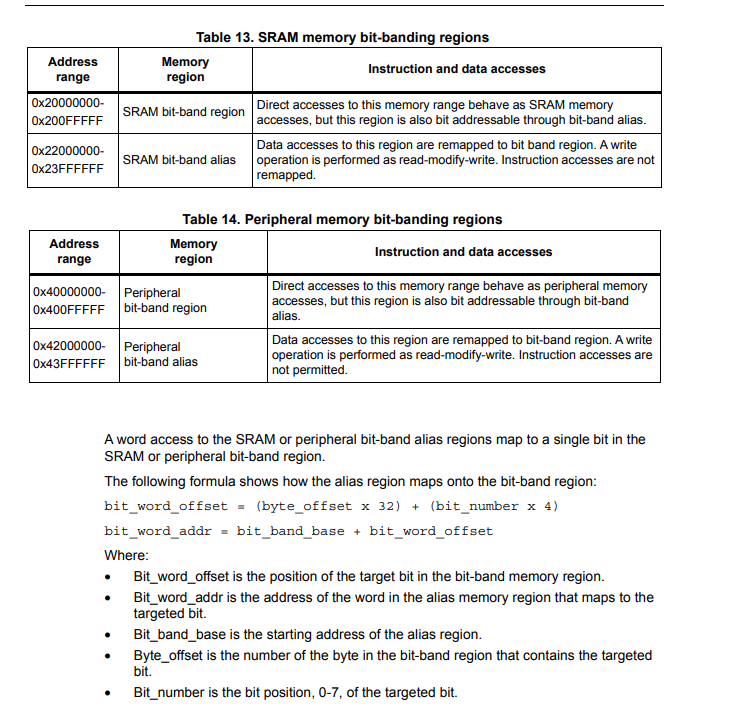 Table 13. SRAM memory bit-banding regions
Address range
Memory region
Instruction and data accesses
0x20000000-
0x200FFFFF
SRAM bit-band region
Direct accesses to this memory range behave as SRAM memory
accesses, but this region is also bit addressable through bit-band alias.
0x22000000-
0x23FFFFFF
SRAM bit-band alias
Data accesses to this region are remapped to bit band region. A write
operation is performed as read-modify-write. Instruction accesses are not
remapped.
Table 14. Peripheral memory bit-banding regions
Address
range
Memory
region
Instruction and data accesses
0x40000000-
0x400FFFFF
Peripheral
bit-band region
Direct accesses to this memory range behave as peripheral memory
accesses, but this region is also bit addressable through bit-band
alias.
0x42000000-
0x43FFFFFF
Peripheral
bit-band alias
Data accesses to this region are remapped to bit-band region. A write
operation is performed as read-modify-write. Instruction accesses are
not permitted.
A word access to the SRAM or peripheral bit-band alias regions map to a single bit in the
SRAM or peripheral bit-band region.
The following formula shows how the alias region maps onto the bit-band region:
bit_word_offset = (byte_offset x 32) + (bit_number x 4)
bit_word_addr = bit_band_base + bit_word_offset
Where:
• Bit_word_offset is the position of the target bit in the bit-band memory region.
• Bit_word_addr is the address of the word in the alias memory region that maps to the
targeted bit.
• Bit_band_base is the starting address of the alias region.
• Byte_offset is the number of the byte in the bit-band region that contains the targeted
bit.
• Bit_number is the bit position, 0-7, of the targeted bit.